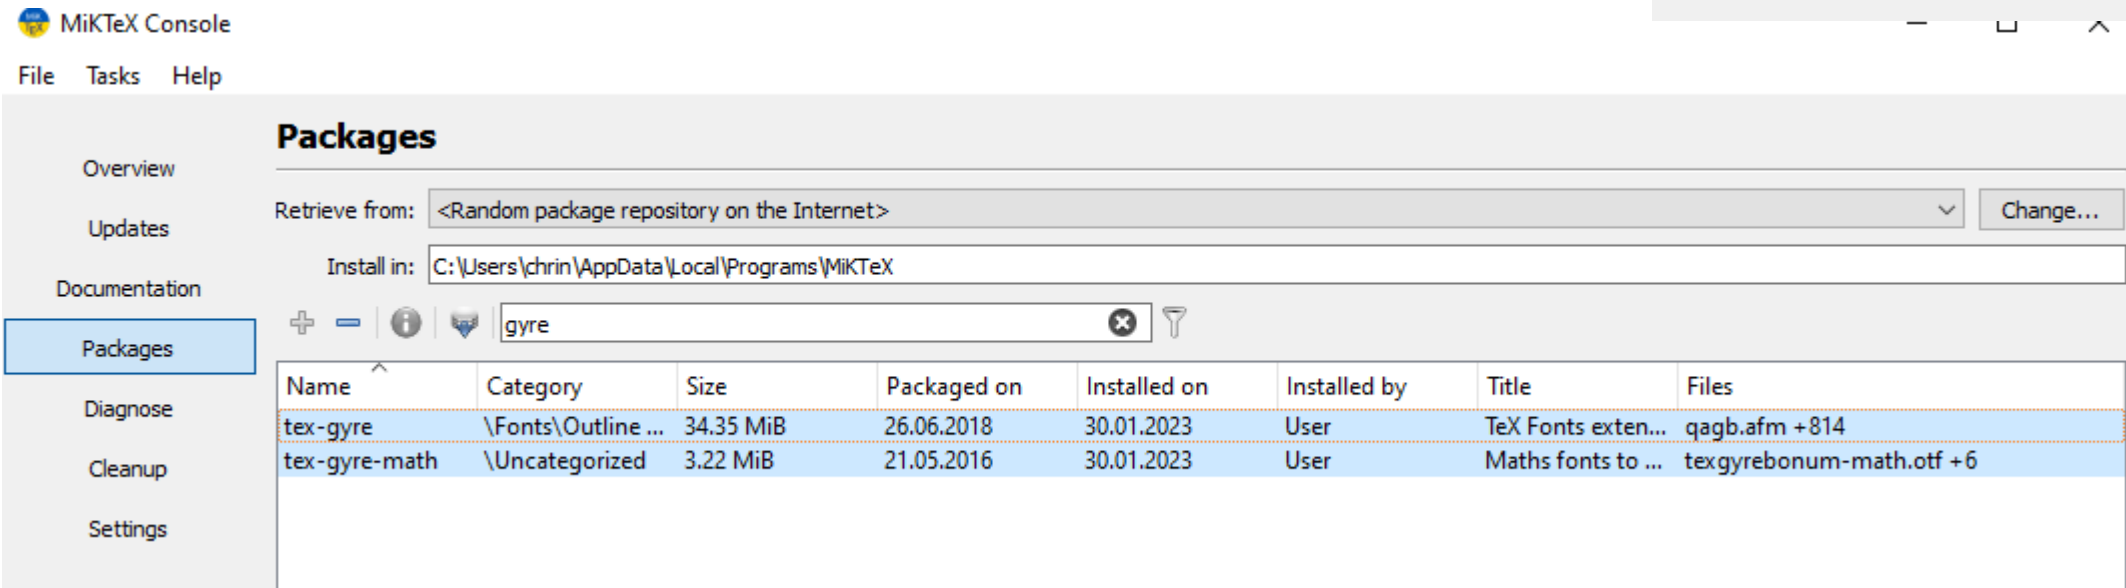 MiKTeX Console
File Tasks Help
Packages
Overview
Updates
Documentation
Packages
Diagnose
Cleanup
Settings
Retrieve from: <Random package repository on the Internet> Change...
Install in: C:\Users\chrin\AppData\Local\Programs\MiKTeX
gyre
Name Category Size Packaged on Installed on Installed by Title Files
tex-gyre \Fonts\Outline ... 34.35 MiB 26.06.2018 30.01.2023 User TeX Fonts exten... qagb.afm +814
tex-gyre-math \Uncategorized 3.22 MiB 21.05.2016 30.01.2023 User Maths fonts to ... texgyrebonum-math.otf +6